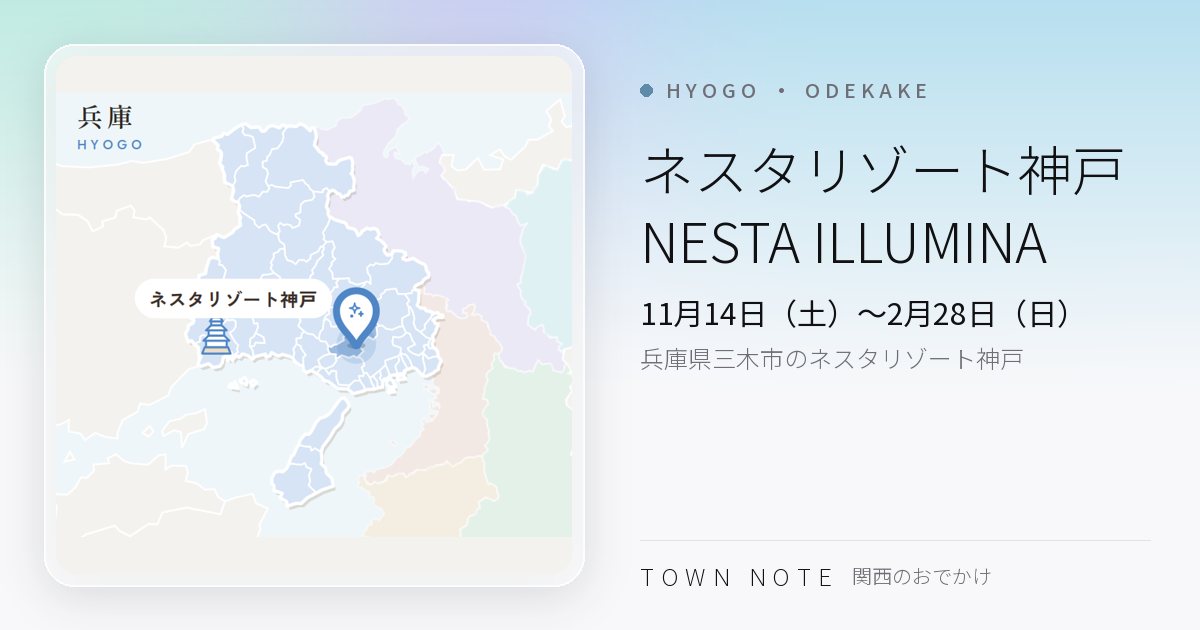 兵庫
HYOGO
ネスタリゾート神戸
HYOGO・ODEKAKE
ネスタリゾート神戸
NESTA ILLUMINA
11月14日（土）〜2月28日（日）
兵庫県三木市のネスタリゾート神戸
TOWN NOTE 関西のおでかけ